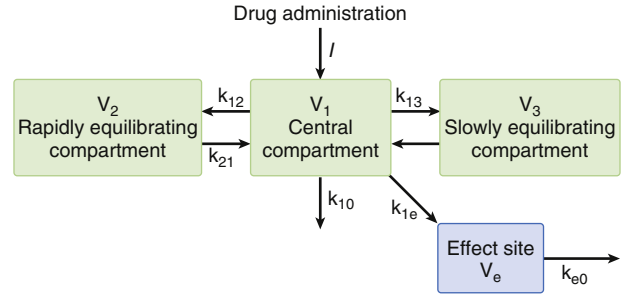 Drug administration
I
V2
Rapidly equilibrating
compartment
k12
k21
V1
Central
compartment
k13
V3
Slowly equilibrating
compartment
k10
k1e
Effect site
Ve
ke0